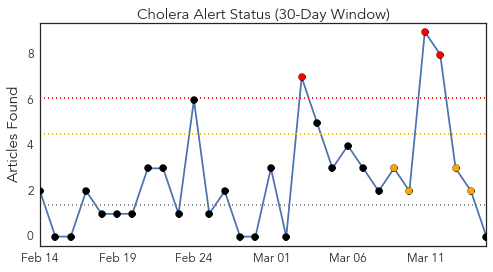 Cholera Alert Status (30-Day Window)
Articles Found
8
6
4
2
0
Feb 14 Feb 19 Feb 24 Mar 01 Mar 06 Mar 11